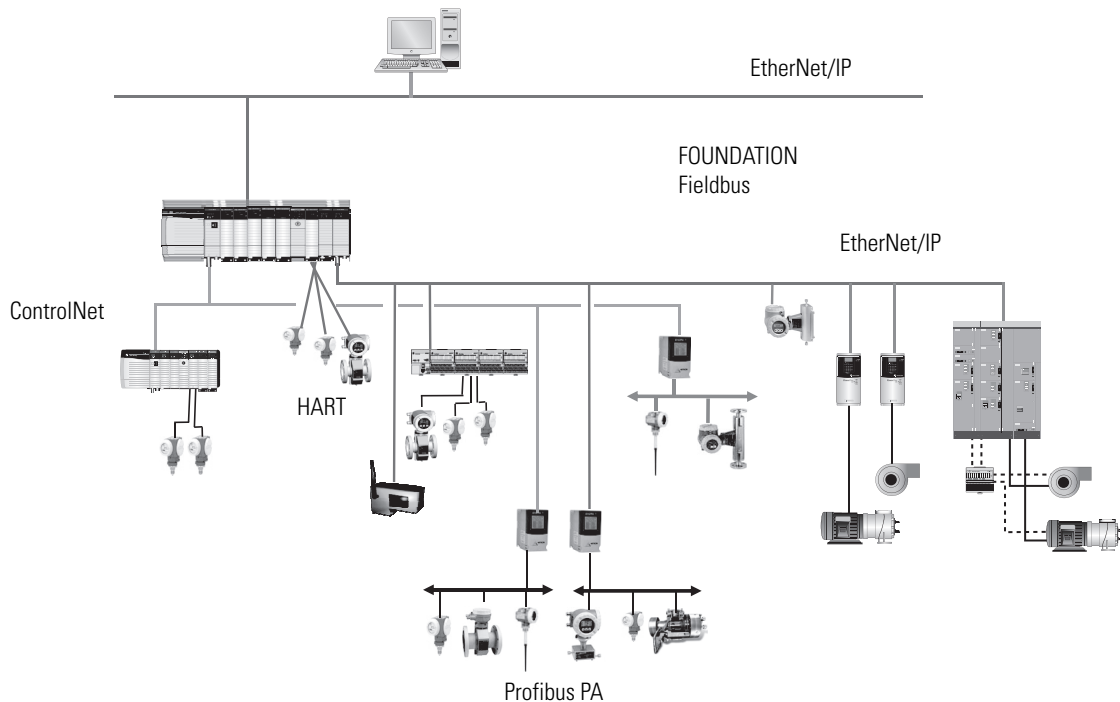 EtherNet/IP
FOUNDATION
Fieldbus
EtherNet/IP
ControlNet
HART
Profibus PA